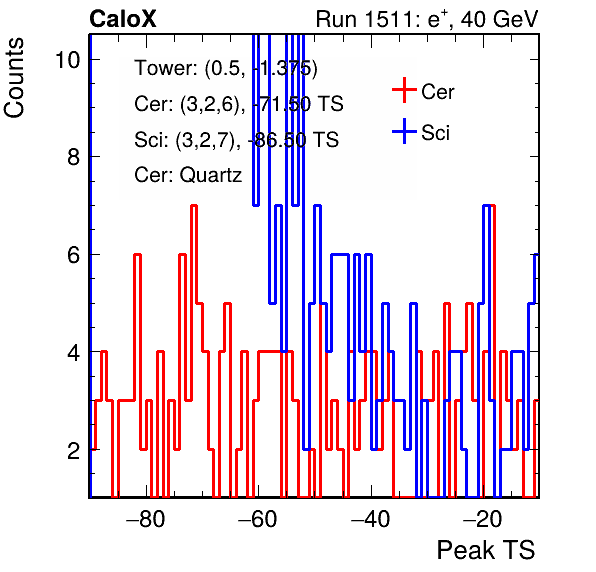 CaloX Run 1511: e⁺, 40 GeV
Counts
10
8
6
4
2
Tower: (0.5, -1.375)
Cer: (3,2,6), -71.50 TS
Sci: (3,2,7), -86.50 TS
Cer: Quartz
Cer
Sci
−80 −60 −40 −20
Peak TS